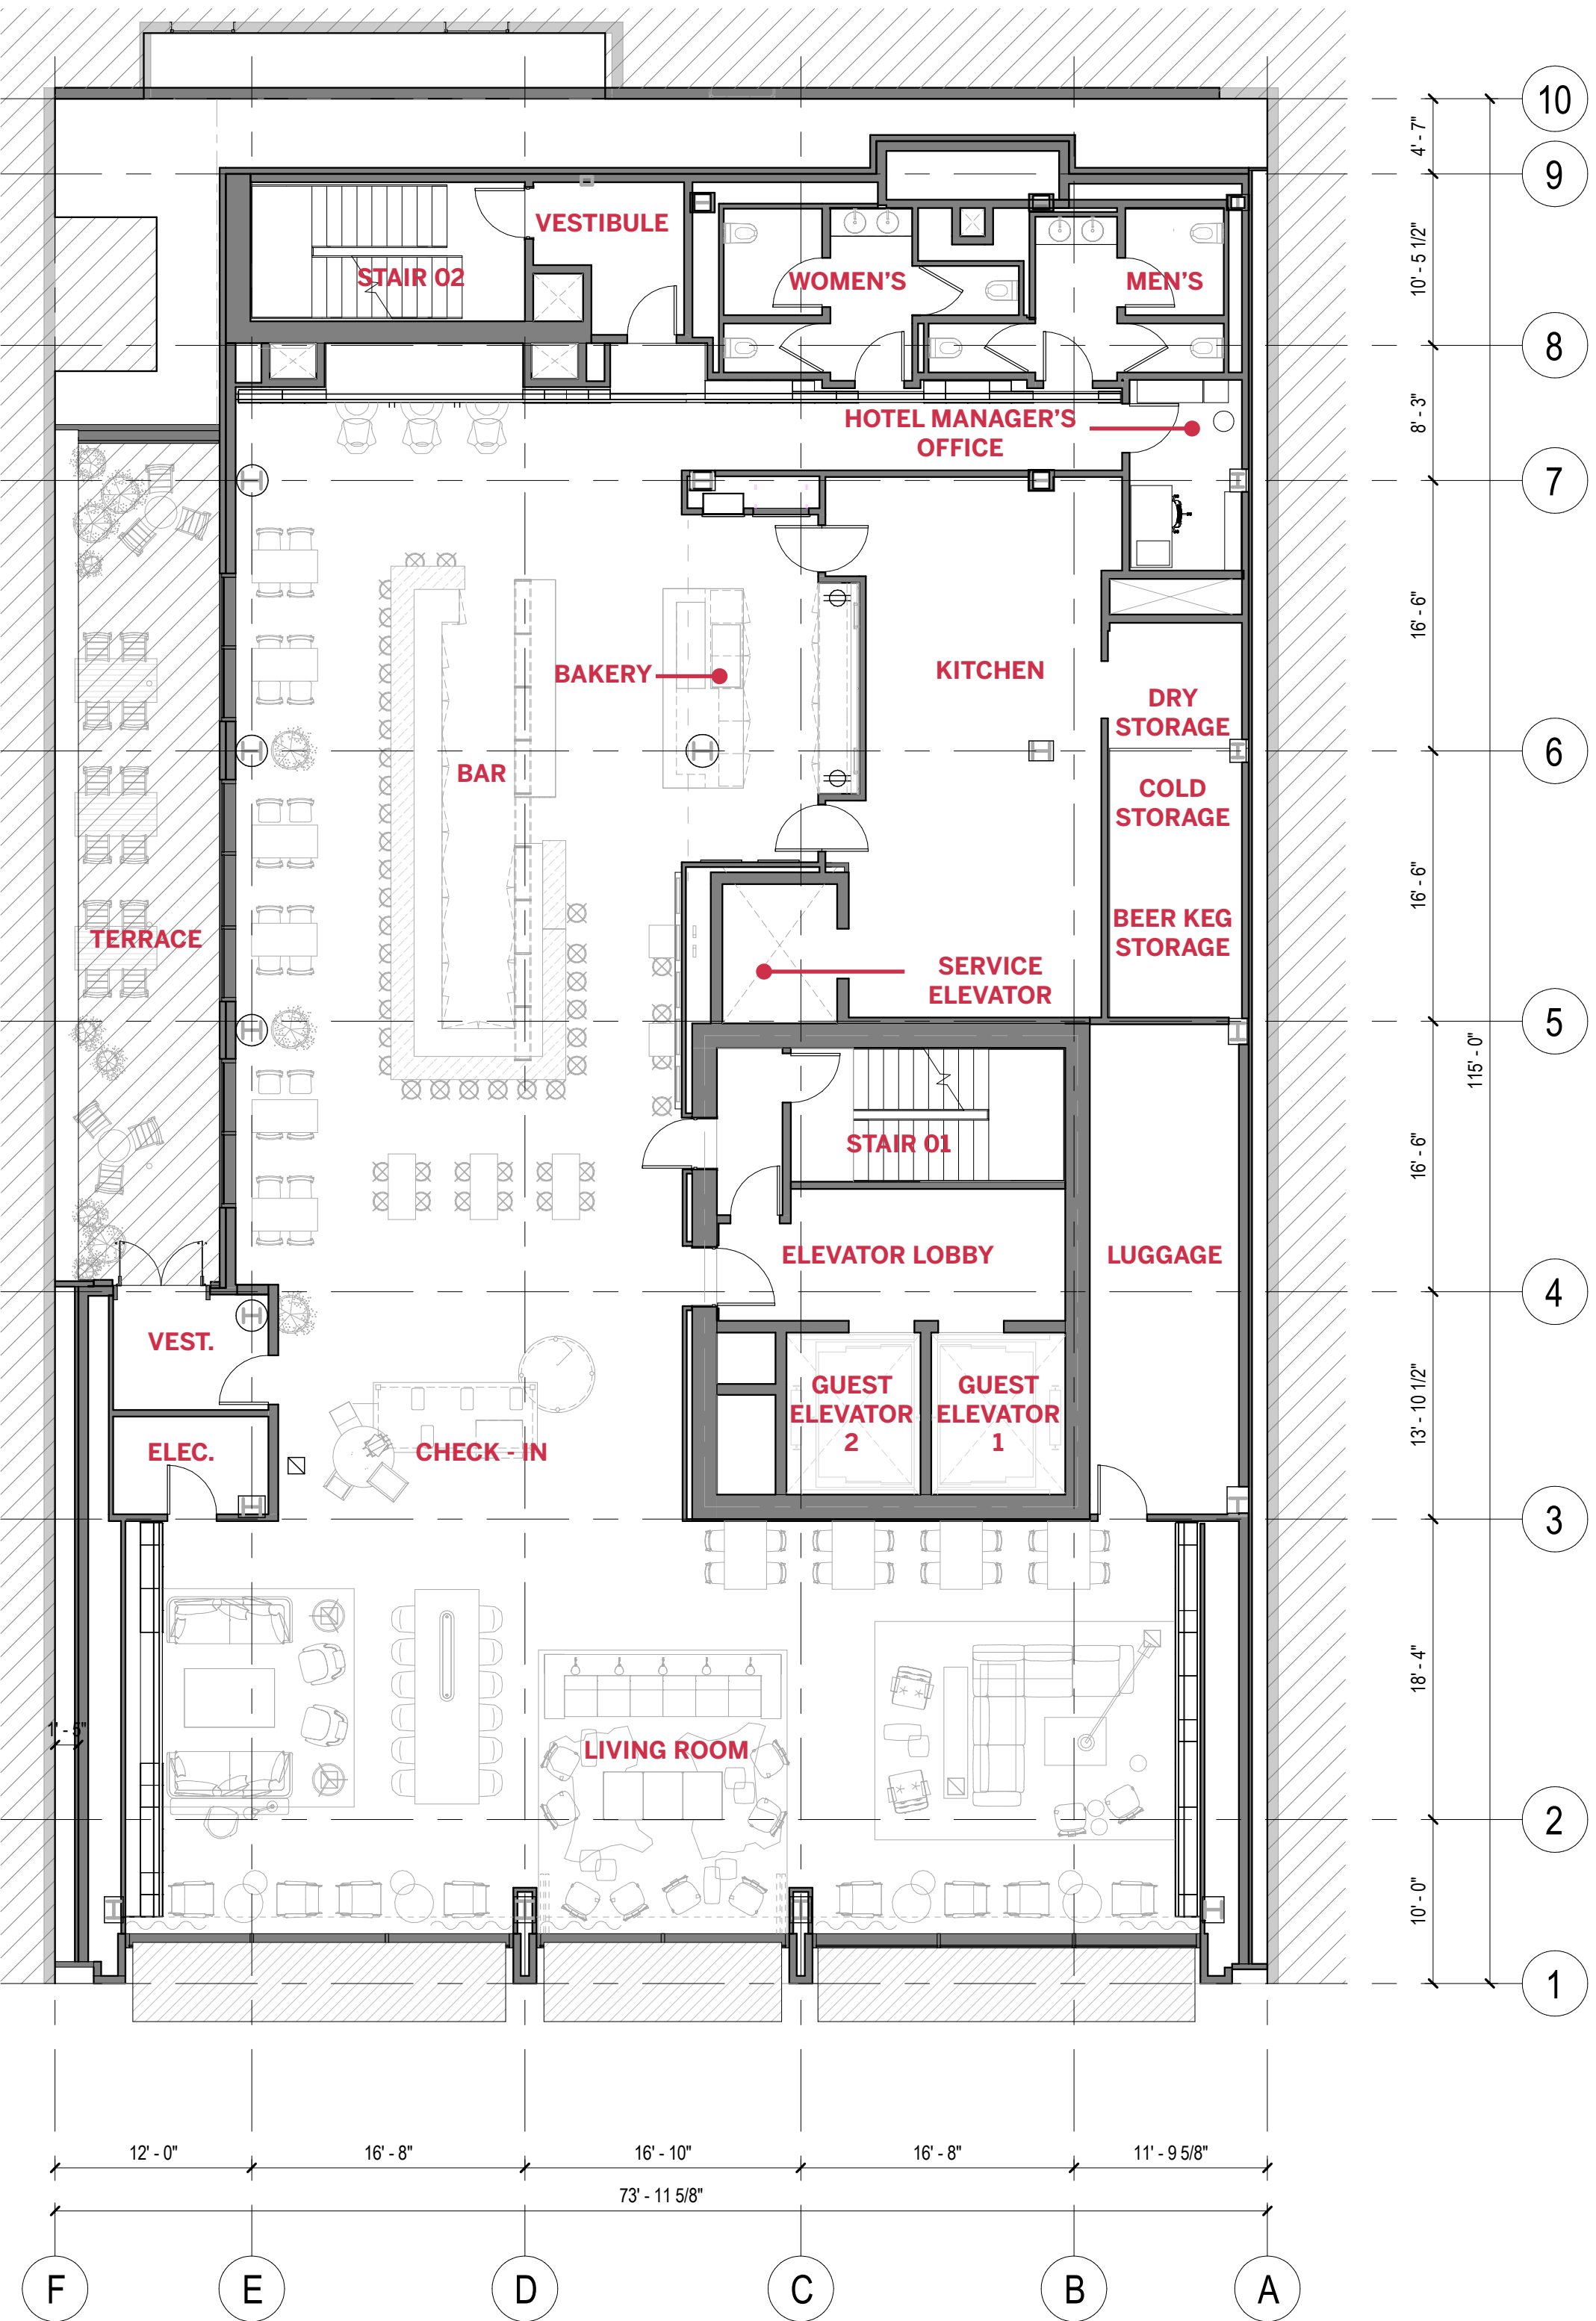 10
4' - 7"
9
VESTIBULE
10' - 5 1/2"
STAIR 02
WOMEN'S
MEN'S
8
HOTEL MANAGER'S
OFFICE
8' - 3"
7
16' - 6"
BAKERY
KITCHEN
DRY
STORAGE
6
BAR
COLD
STORAGE
16' - 6"
TERRACE
BEER KEG
STORAGE
SERVICE
ELEVATOR
5
115' - 0"
STAIR 01
16' - 6"
ELEVATOR LOBBY
LUGGAGE
4
VEST.
GUEST
ELEVATOR
2
GUEST
ELEVATOR
1
13' - 10 1/2"
ELEC.
CHECK - IN
3
18' - 4"
1' - 5"
LIVING ROOM
2
10' - 0"
1
12' - 0"
16' - 8"
16' - 10"
16' - 8"
11' - 9 5/8"
73' - 11 5/8"
F
E
D
C
B
A